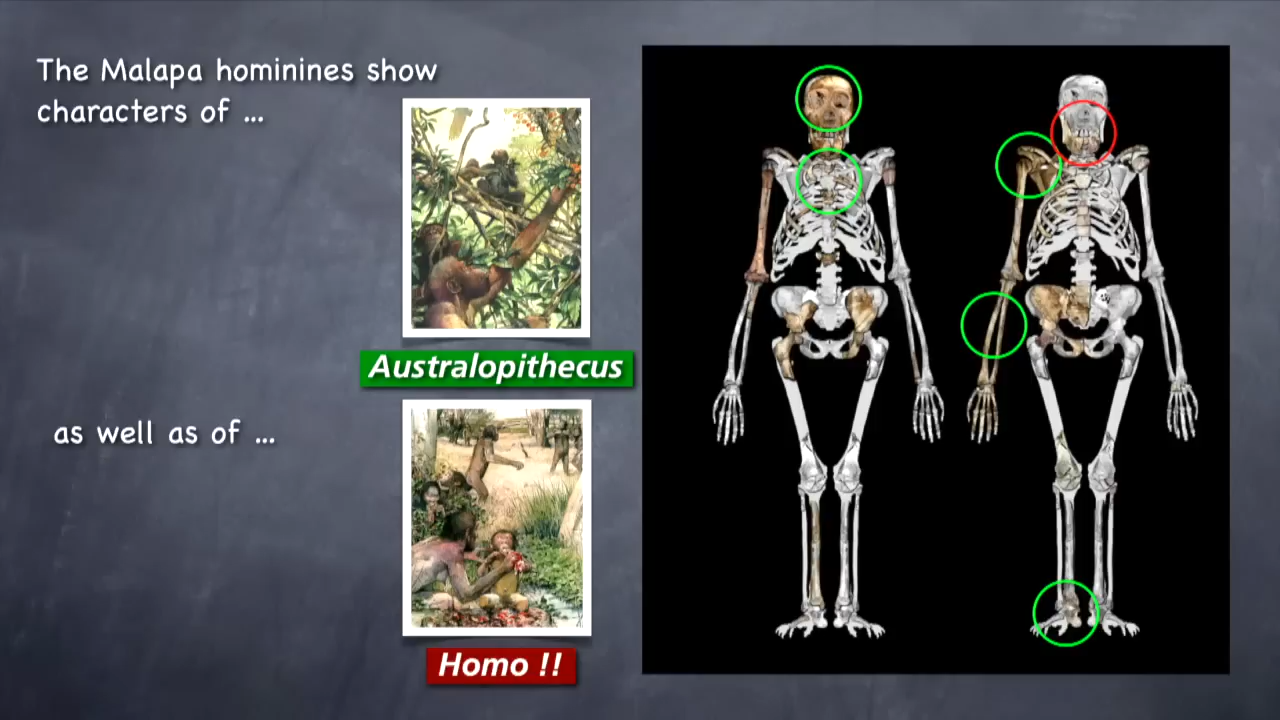 The Malapa hominines show
characters of ...
Australopithecus
as well as of ...
Homo !!